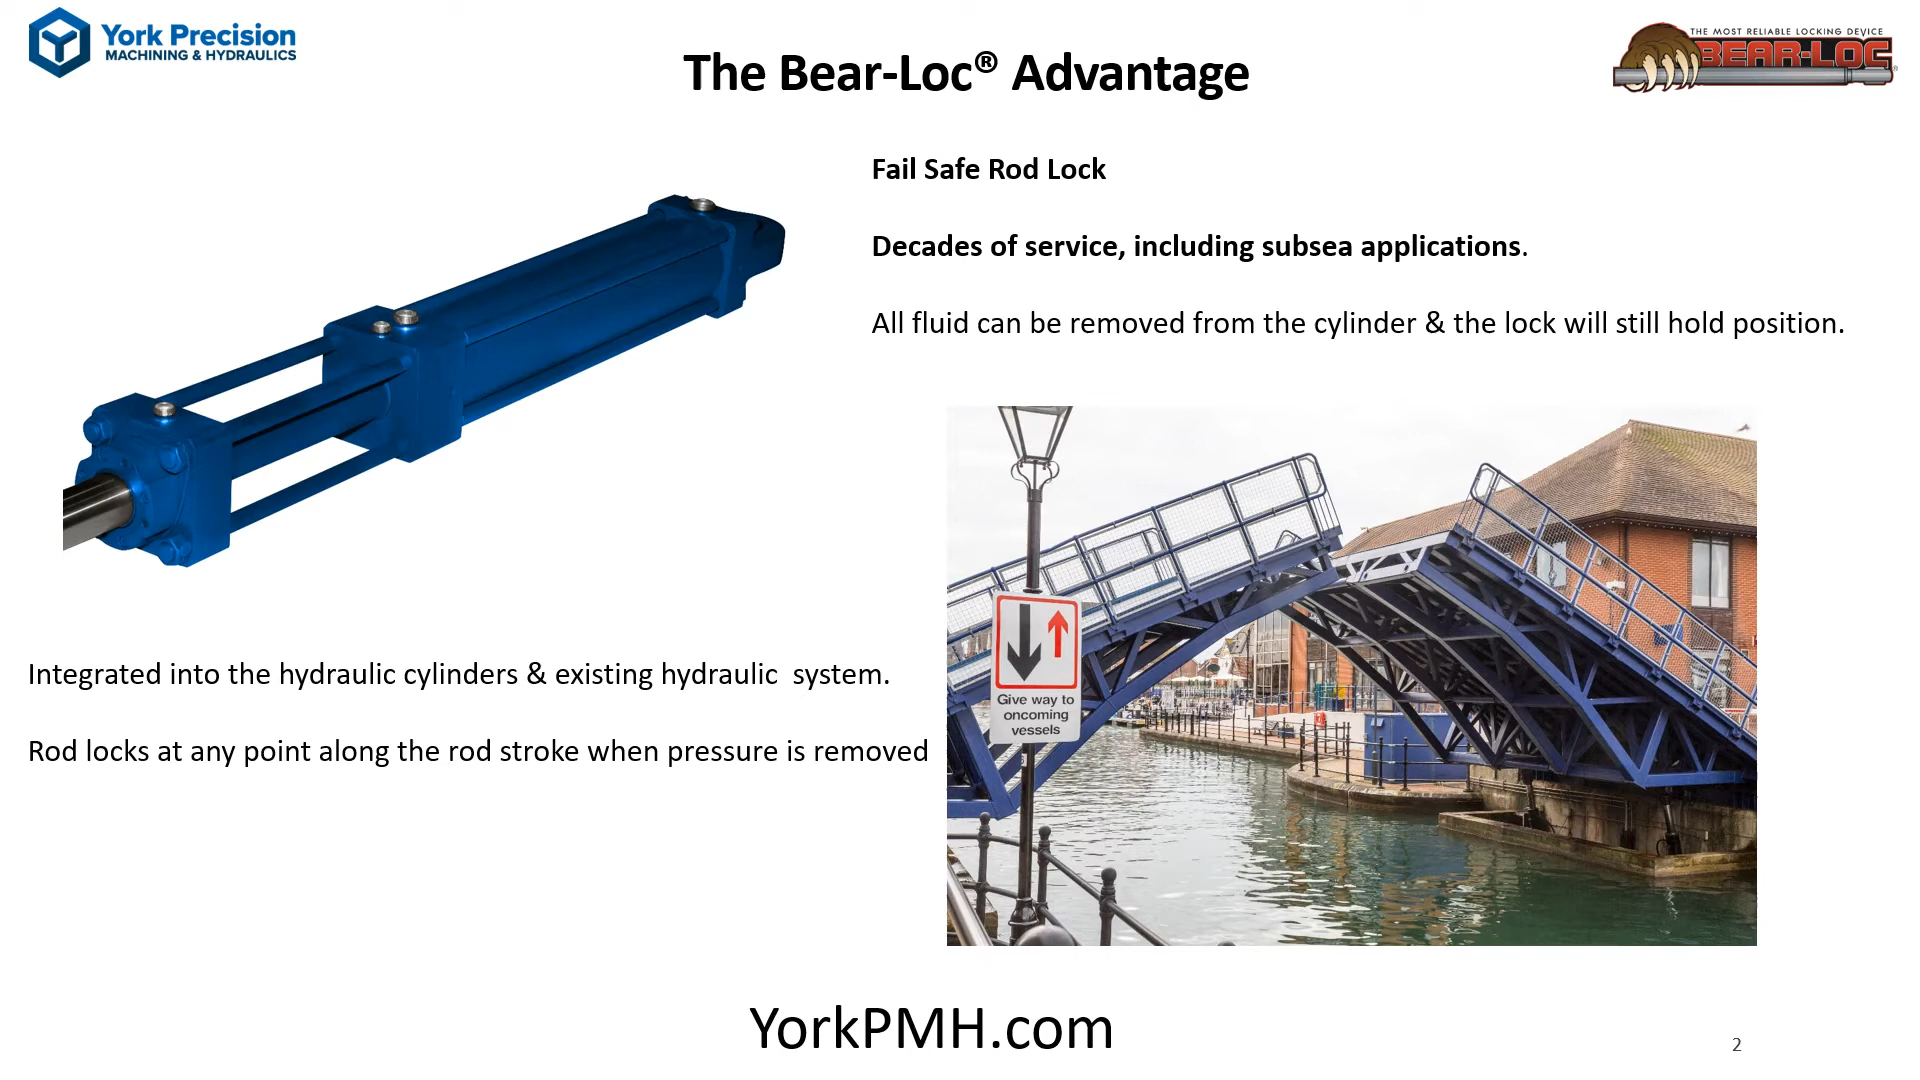 York Precision
MACHINING & HYDRAULICS
The Bear-Loc® Advantage
THE MOST RELIABLE LOCKING DEVICE
BEAR-LOC®
Fail Safe Rod Lock
Decades of service, including subsea applications.
All fluid can be removed from the cylinder & the lock will still hold position.
Integrated into the hydraulic cylinders & existing hydraulic  system.
Rod locks at any point along the rod stroke when pressure is removed
Give way to
oncoming
vessels
YorkPMH.com
2